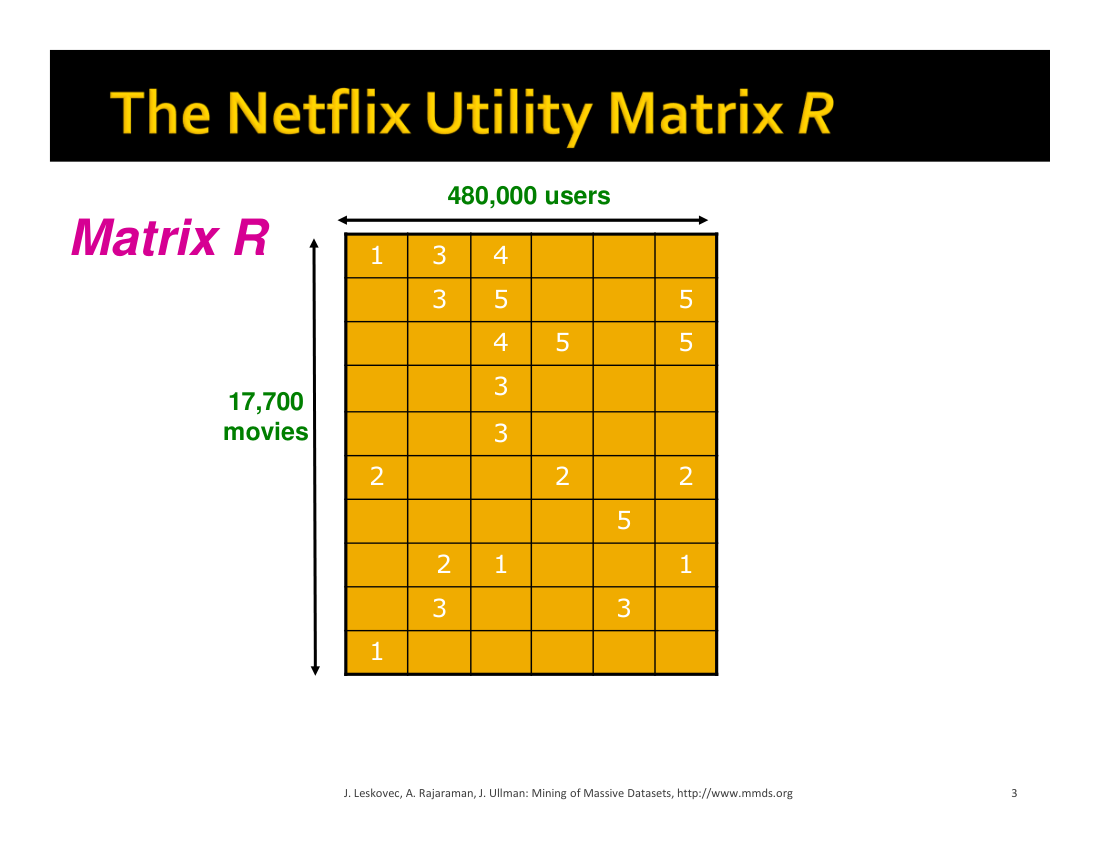 The Netflix Utility Matrix R
480,000 users
Matrix R
1 3 4
3 5 5
4 5 5
3
17,700
movies
3
2 2 2
5
2 1 1
3 3
1
J. Leskovec, A. Rajaraman, J. Ullman: Mining of Massive Datasets, http://www.mmds.org 3